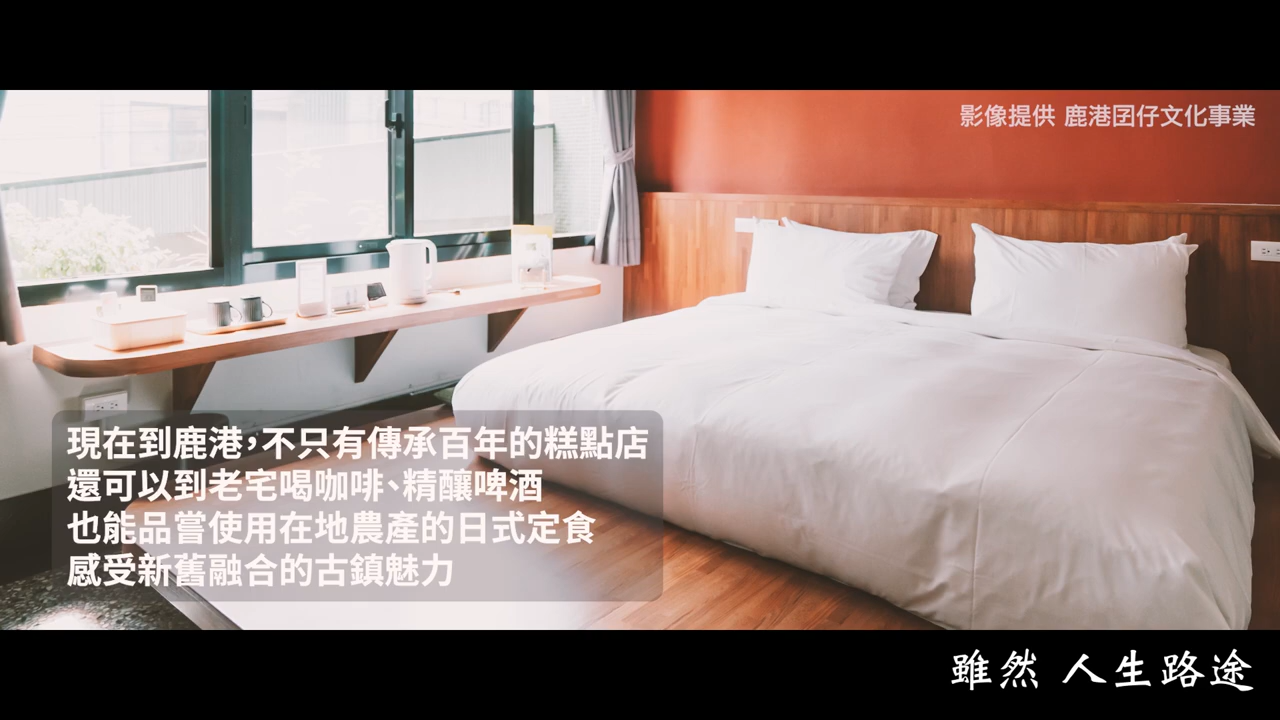 影像提供 鹿港囝仔文化事業
現在到鹿港，不只有傳承百年的糕點店
還可以到老宅喝咖啡、精釀啤酒
也能品嘗使用在地農產的日式定食
感受新舊融合的古鎮魅力
雖然 人生路途